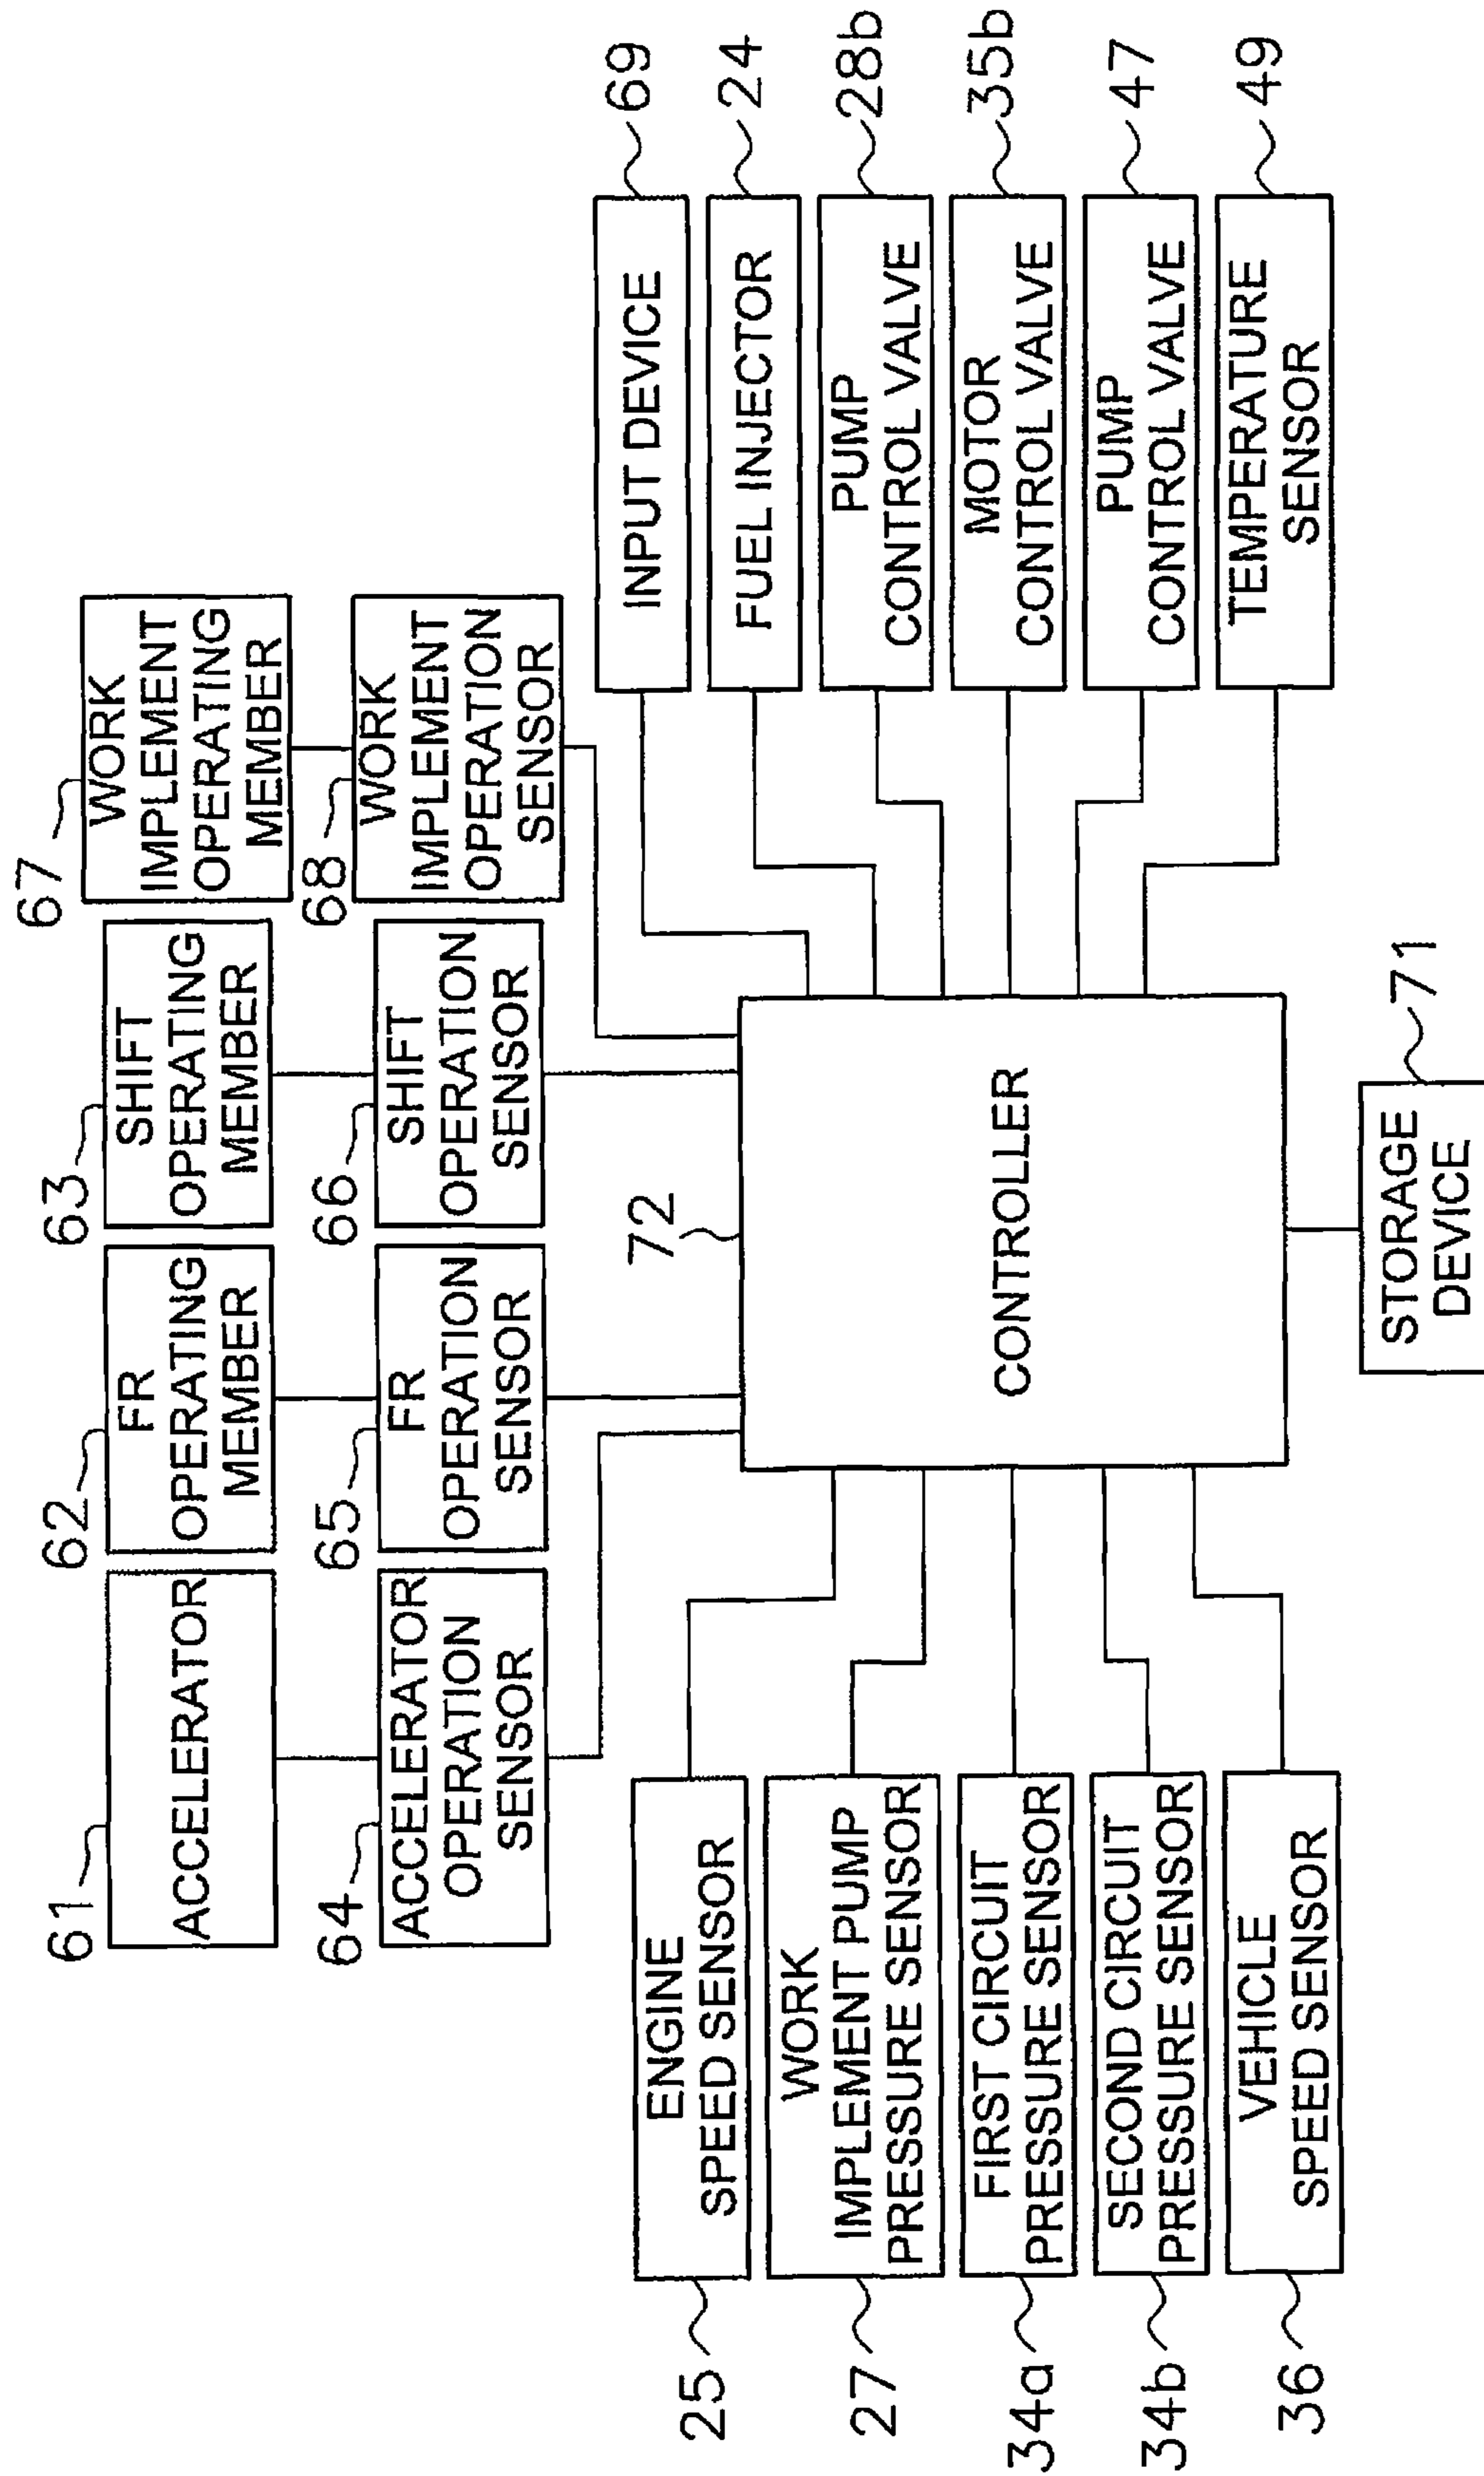 61
ACCELERATOR
62
FR
OPERATING
MEMBER
63
SHIFT
OPERATING
MEMBER
67
WORK
IMPLEMENT
OPERATING
MEMBER
64
ACCELERATOR
OPERATION
SENSOR
65
FR
OPERATION
SENSOR
66
SHIFT
OPERATION
SENSOR
68
WORK
IMPLEMENT
OPERATION
SENSOR
25
ENGINE
SPEED SENSOR
27
WORK
IMPLEMENT PUMP
PRESSURE SENSOR
34a
FIRST CIRCUIT
PRESSURE SENSOR
34b
SECOND CIRCUIT
PRESSURE SENSOR
36
VEHICLE
SPEED SENSOR
72
CONTROLLER
INPUT DEVICE
69
FUEL INJECTOR
24
PUMP
CONTROL VALVE
28b
MOTOR
CONTROL VALVE
35b
PUMP
CONTROL VALVE
47
TEMPERATURE
SENSOR
49
STORAGE
DEVICE
71